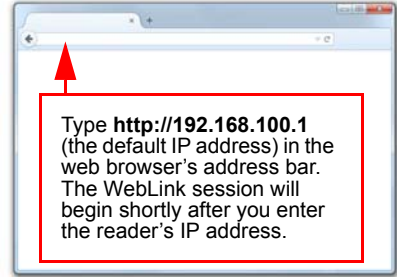 Type http://192.168.100.1
(the default IP address) in the
web browser's address bar.
The WebLink session will
begin shortly after you enter
the reader's IP address.